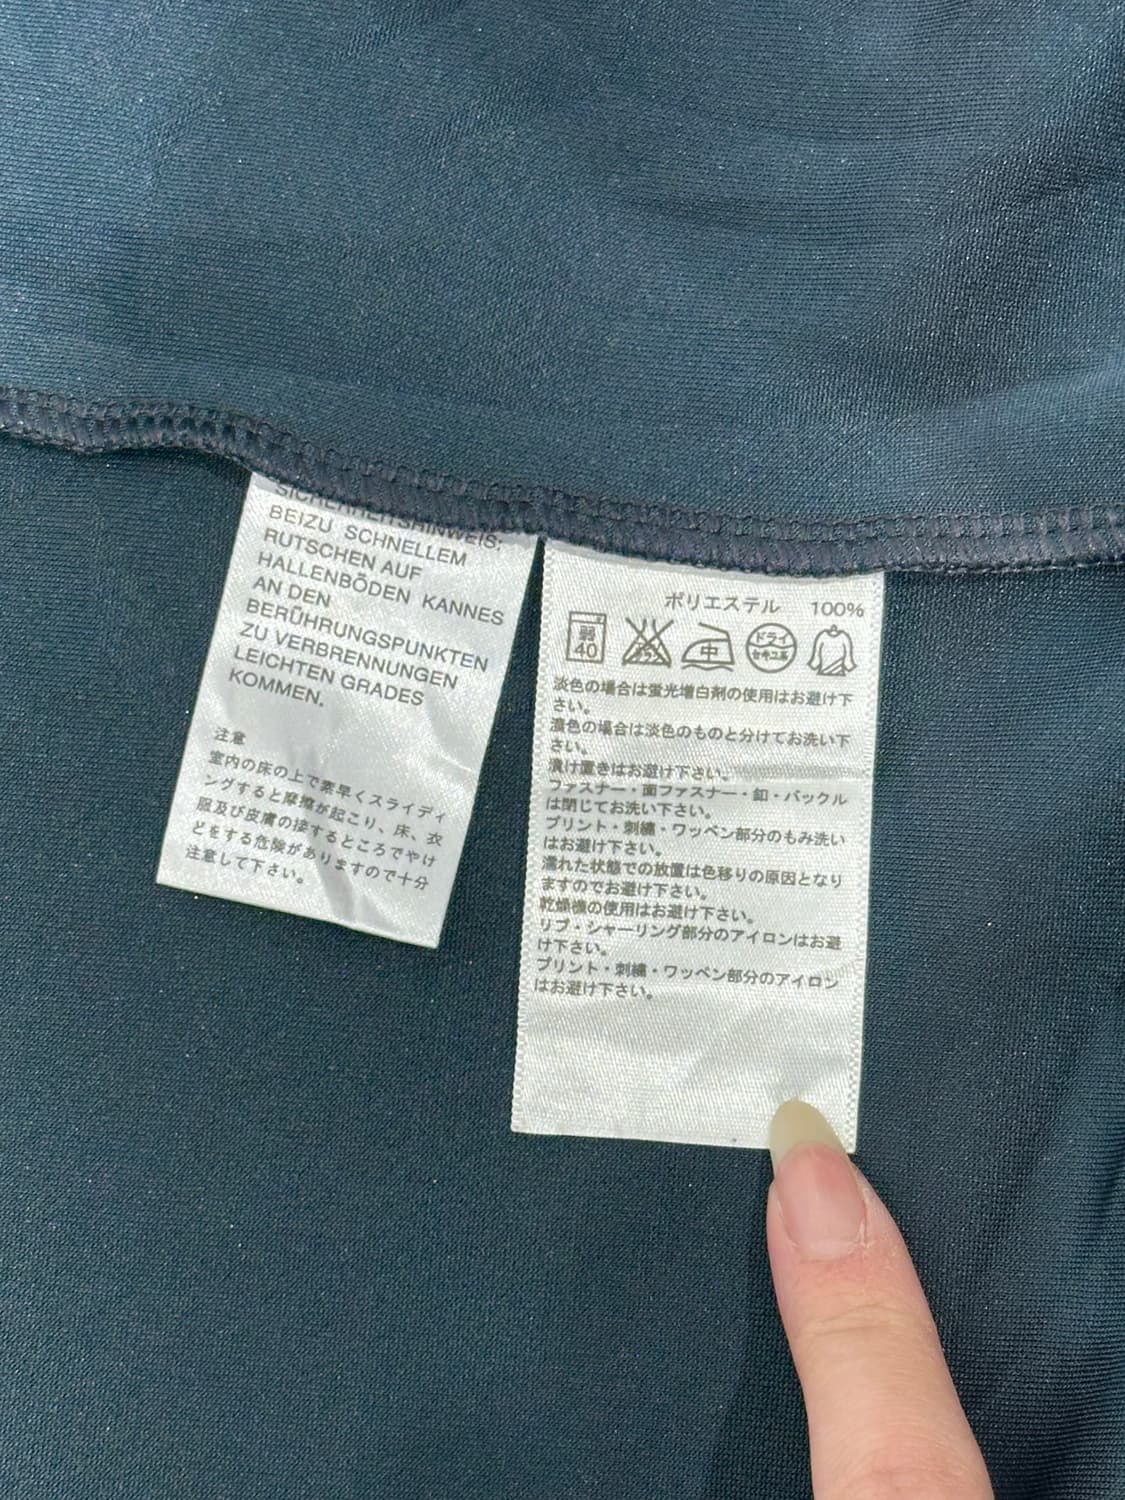 SICHERHEITSHINWEIS:
BEIZU SCHNELLEM
RUTSCHEN AUF
HALLENBÖDEN KANNES
AN DEN
BERÜHRUNGSPUNKTEN
ZU VERBRENNUNGEN
LEICHTEN GRADES
KOMMEN.
注意
室内の床の上で素早くスライディ
ングすると摩擦が起こり、床、衣
服及び皮膚の接するところでやけ
どをする危険がありますので十分
注意して下さい。
ポリエステル 100%
弱 40 中 ドライ セキユ系
淡色の場合は蛍光増白剤の使用はお避け下
さい。
濃色の場合は淡色のものと分けてお洗い下
さい。
漬け置きはお避け下さい。
ファスナー・面ファスナー・釦・バックル
は閉じてお洗い下さい。
プリント・刺繍・ワッペン部分のもみ洗い
はお避け下さい。
濡れた状態での放置は色移りの原因となり
ますのでお避け下さい。
乾燥機の使用はお避け下さい。
リブ・シャーリング部分のアイロンはお避
け下さい。
プリント・刺繍・ワッペン部分のアイロン
はお避け下さい。